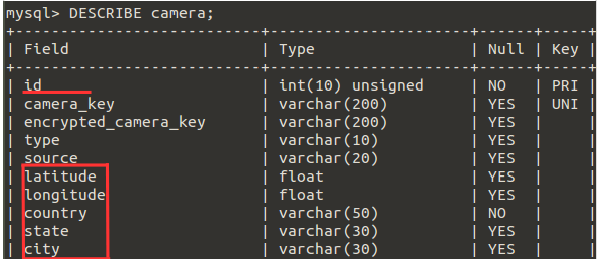 mysql> DESCRIBE camera;
+---------------------------+------------------+------+-----+
| Field | Type | Null | Key |
+---------------------------+------------------+------+-----+
| id | int(10) unsigned | NO | PRI |
| camera_key | varchar(200) | YES | UNI |
| encrypted_camera_key | varchar(200) | YES | |
| type | varchar(10) | YES | |
| source | varchar(20) | YES | |
| latitude | float | YES | |
| longitude | float | YES | |
| country | varchar(50) | NO | |
| state | varchar(30) | YES | |
| city | varchar(30) | YES | |